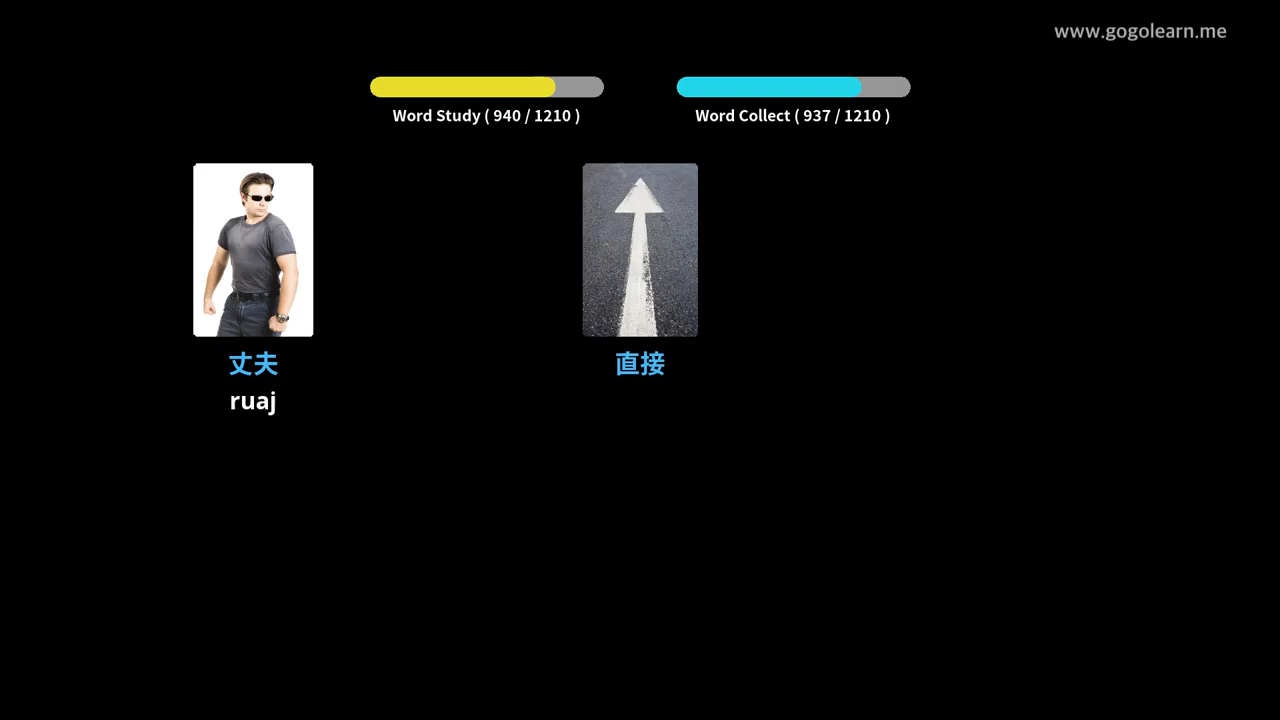 www.gogolearn.me
Word Study ( 940 / 1210 )
Word Collect ( 937 / 1210 )
丈夫
ruaj
直接